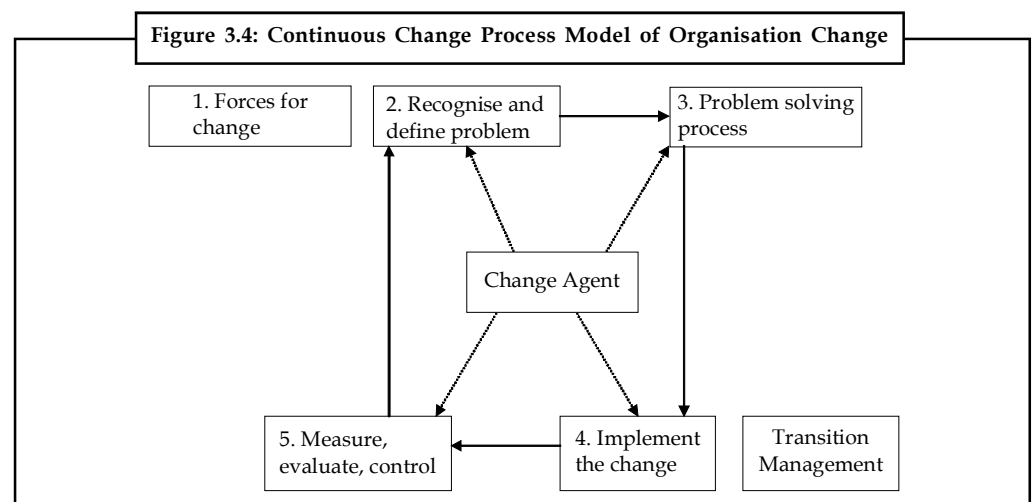 Figure 3.4: Continuous Change Process Model of Organisation Change
1. Forces for
change
2. Recognise and
define problem
3. Problem solving
process
Change Agent
5. Measure,
evaluate, control
4. Implement
the change
Transition
Management